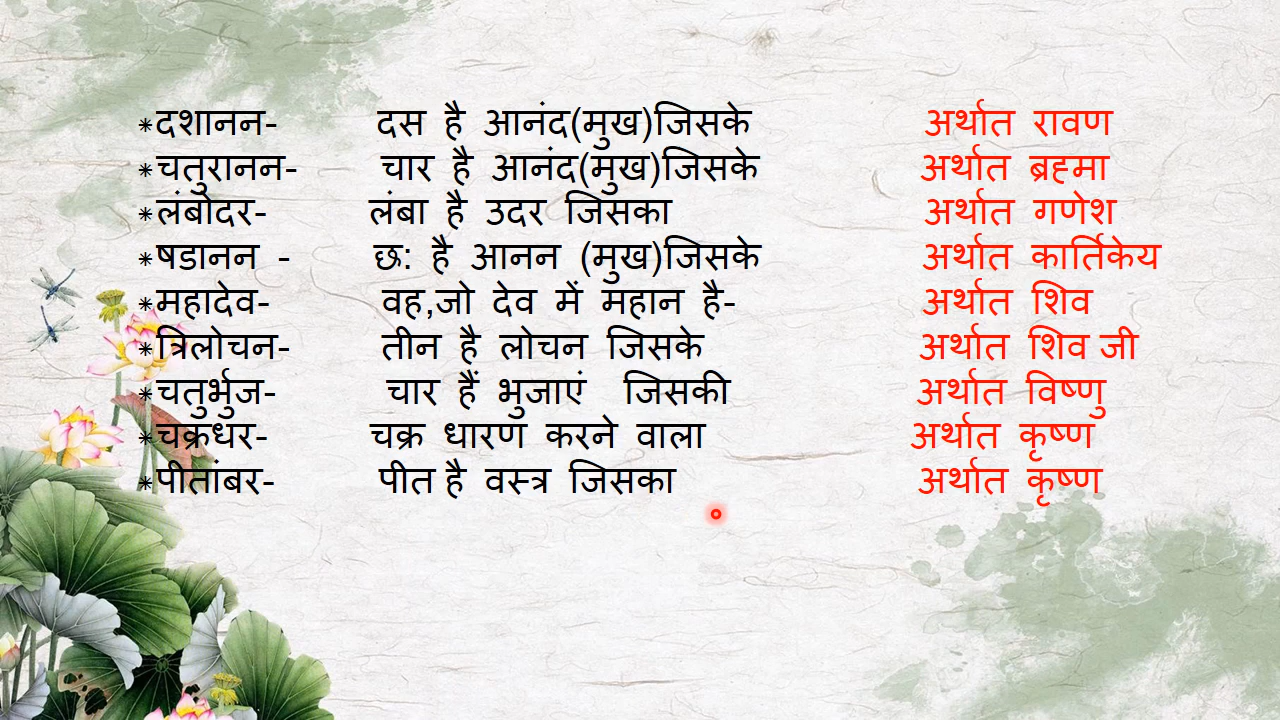 *दशानन- दस है आनंद(मुख)जिसके अर्थात रावण
*चतुरानन- चार है आनंद(मुख)जिसके अर्थात ब्रह्मा
*लंबोदर- लंबा है उदर जिसका अर्थात गणेश
*षडानन - छ: है आनन (मुख)जिसके अर्थात कार्तिकेय
*महादेव- वह,जो देव में महान है- अर्थात शिव
*त्रिलोचन- तीन है लोचन जिसके अर्थात शिव जी
*चतुर्भुज- चार हैं भुजाएं जिसकी अर्थात विष्णु
*चक्रधर- चक्र धारण करने वाला अर्थात कृष्ण
*पीतांबर- पीत है वस्त्र जिसका अर्थात कृष्ण